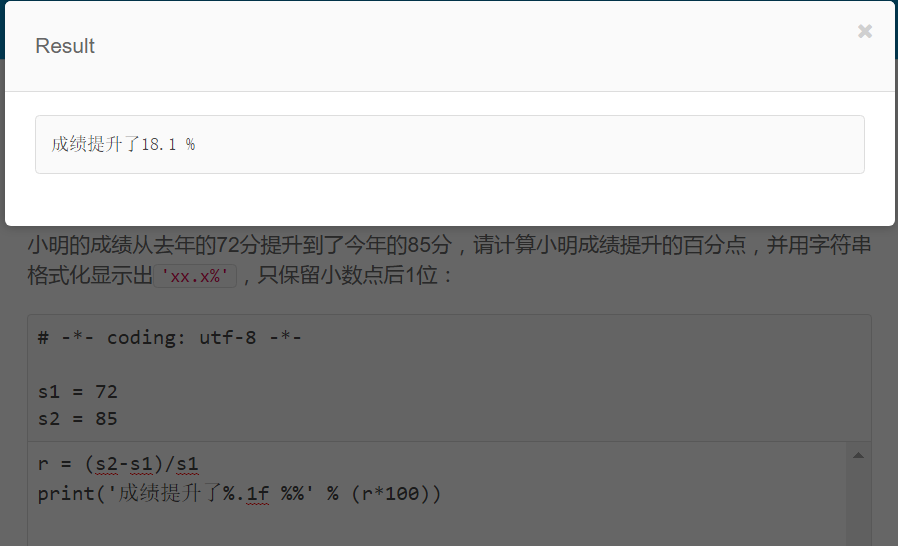 Result
×
成绩提升了18.1 %
小明的成绩从去年的72分提升到了今年的85分，请计算小明成绩提升的百分点，并用字符串
格式化显示出'xx.x%'，只保留小数点后1位：
# -*- coding: utf-8 -*-
s1 = 72
s2 = 85
r = (s2-s1)/s1
print('成绩提升了%.1f %%' % (r*100))